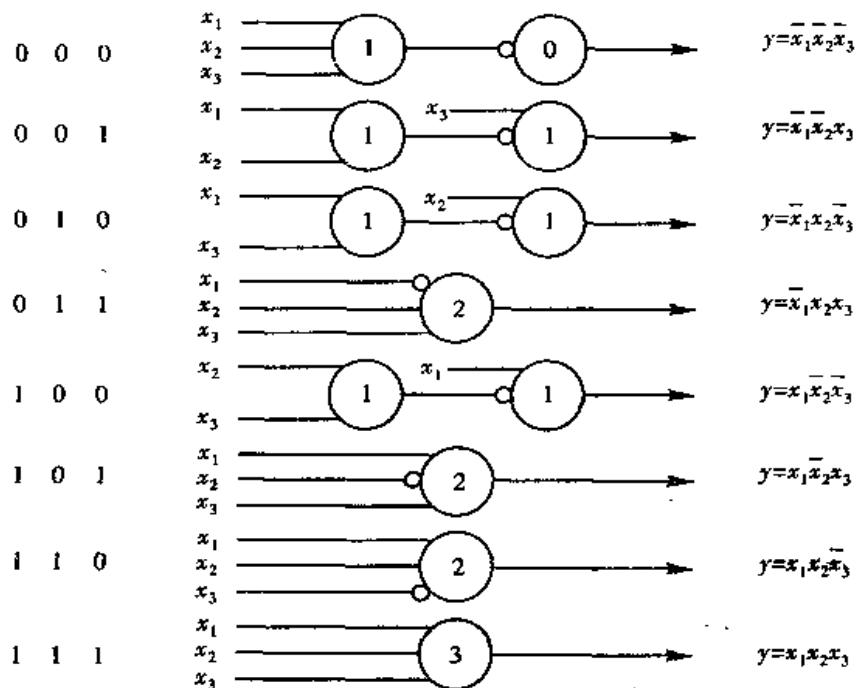 x₁
0 0 0 x₂ 1 0 y=x̄₁x̄₂x̄₃
x₃
x₁ x₃
0 0 1 1 1 y=x̄₁x̄₂x₃
x₂
x₁ x₂
0 1 0 1 1 y=x̄₁x₂x̄₃
x₃
x₁
0 1 1 x₂ 2 y=x̄₁x₂x₃
x₃
x₂ x₁
1 0 0 1 1 y=x₁x̄₂x̄₃
x₃
x₁
1 0 1 x₂ 2 y=x₁x̄₂x₃
x₃
x₁
1 1 0 x₂ 2 y=x₁x₂x̄₃
x₃
x₁
1 1 1 x₂ 3 y=x₁x₂x₃
x₃